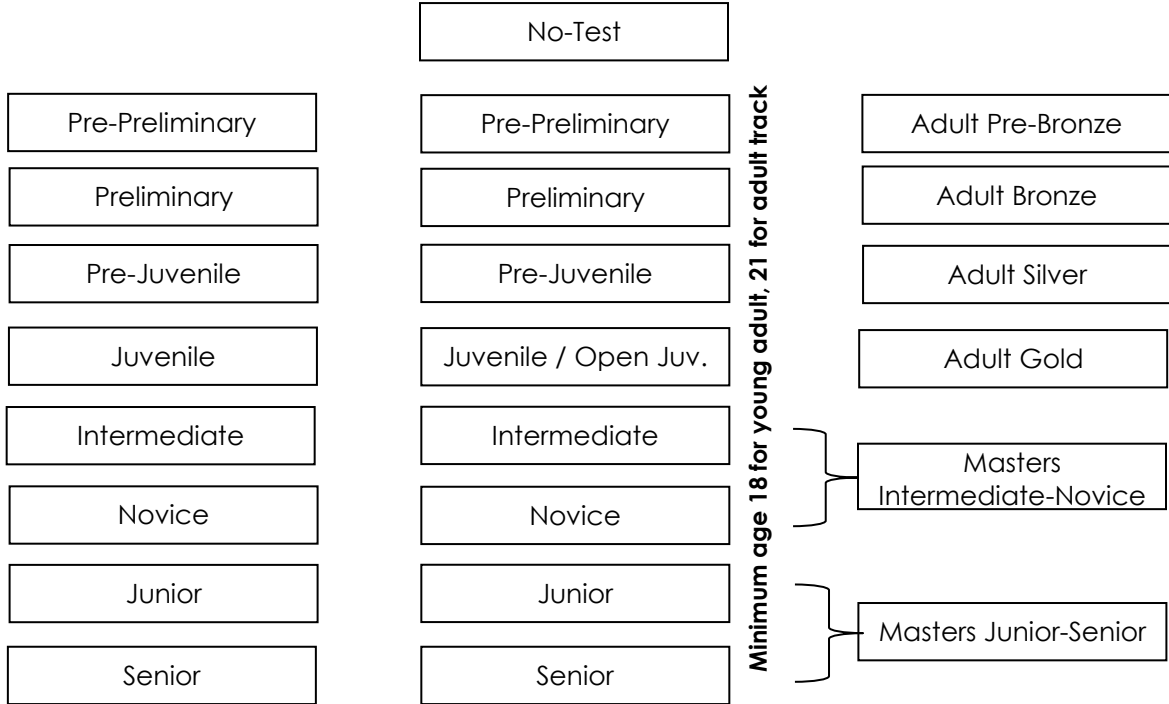 No-Test
Pre-Preliminary
Preliminary
Pre-Juvenile
Juvenile
Intermediate
Novice
Junior
Senior
Pre-Preliminary
Preliminary
Pre-Juvenile
Juvenile / Open Juv.
Intermediate
Novice
Junior
Senior
Minimum age 18 for young adult, 21 for adult track
Adult Pre-Bronze
Adult Bronze
Adult Silver
Adult Gold
Masters
Intermediate-Novice
Masters Junior-Senior